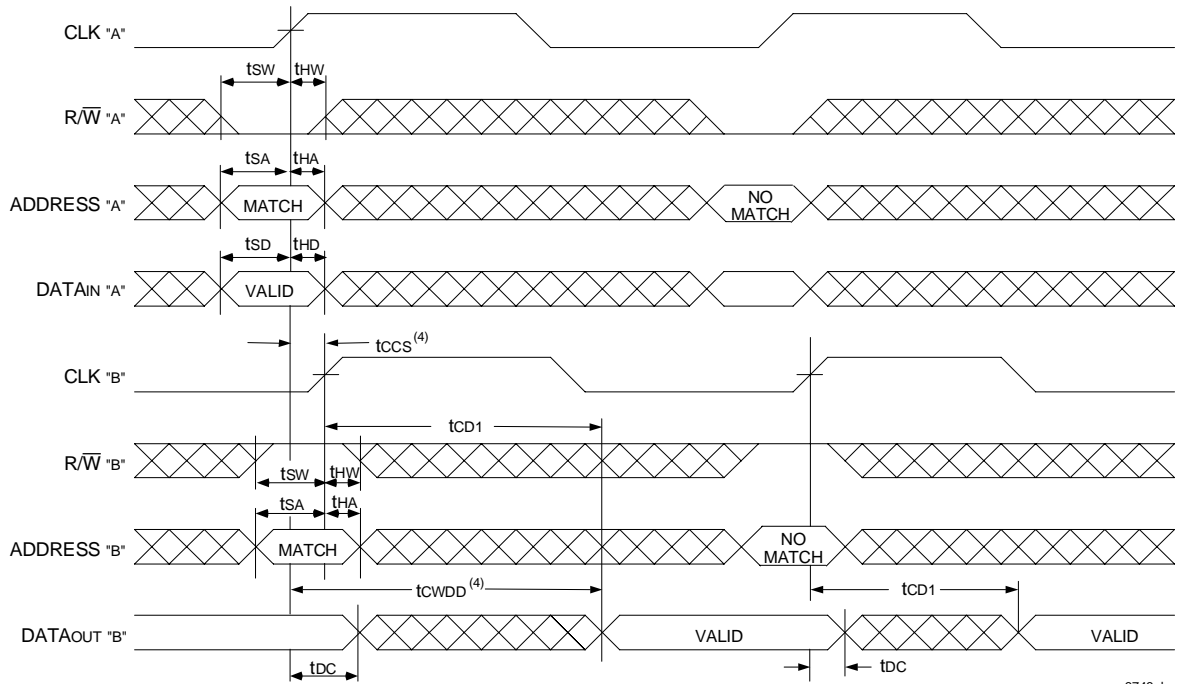 CLK "A"
tSW tHW
R/W̅ "A"
tSA tHA
ADDRESS "A" MATCH NO MATCH
tSD tHD
DATAIN "A" VALID
tCCS(4)
CLK "B"
tCD1
R/W̅ "B"
tSW tHW
tSA tHA
ADDRESS "B" MATCH NO MATCH
tCWDD(4) tCD1
DATAOUT "B" VALID VALID
tDC tDC